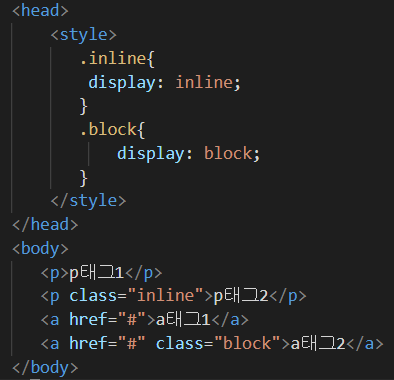 <head>
<style>
.inline{
display: inline;
}
.block{
display: block;
}
</style>
</head>
<body>
<p>p태그1</p>
<p class="inline">p태그2</p>
<a href="#">a태그1</a>
<a href="#" class="block">a태그2</a>
</body>